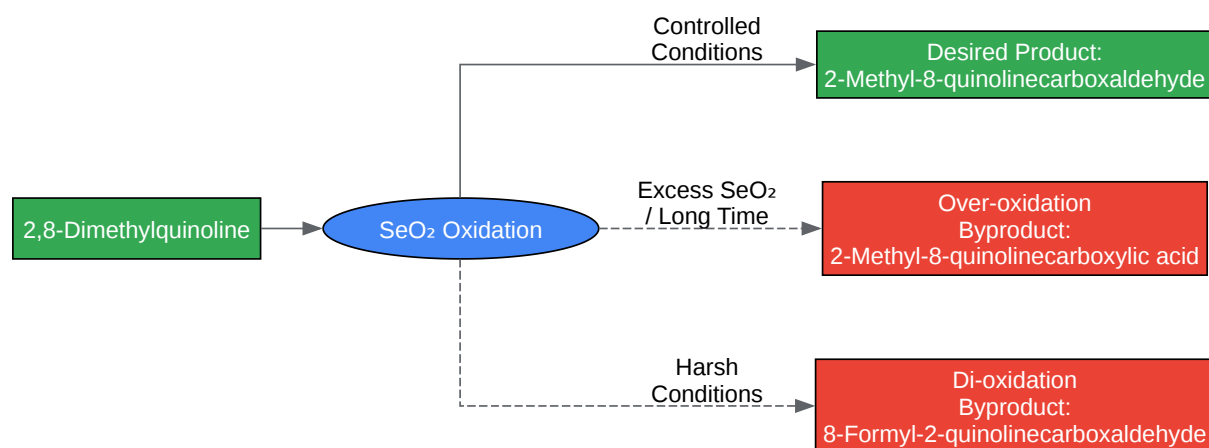 Controlled
Conditions
Desired Product:
2-Methyl-8-quinolinecarboxaldehyde
2,8-Dimethylquinoline
SeO₂ Oxidation
Excess SeO₂
/ Long Time
Over-oxidation
Byproduct:
2-Methyl-8-quinolinecarboxylic acid
Harsh
Conditions
Di-oxidation
Byproduct:
8-Formyl-2-quinolinecarboxaldehyde